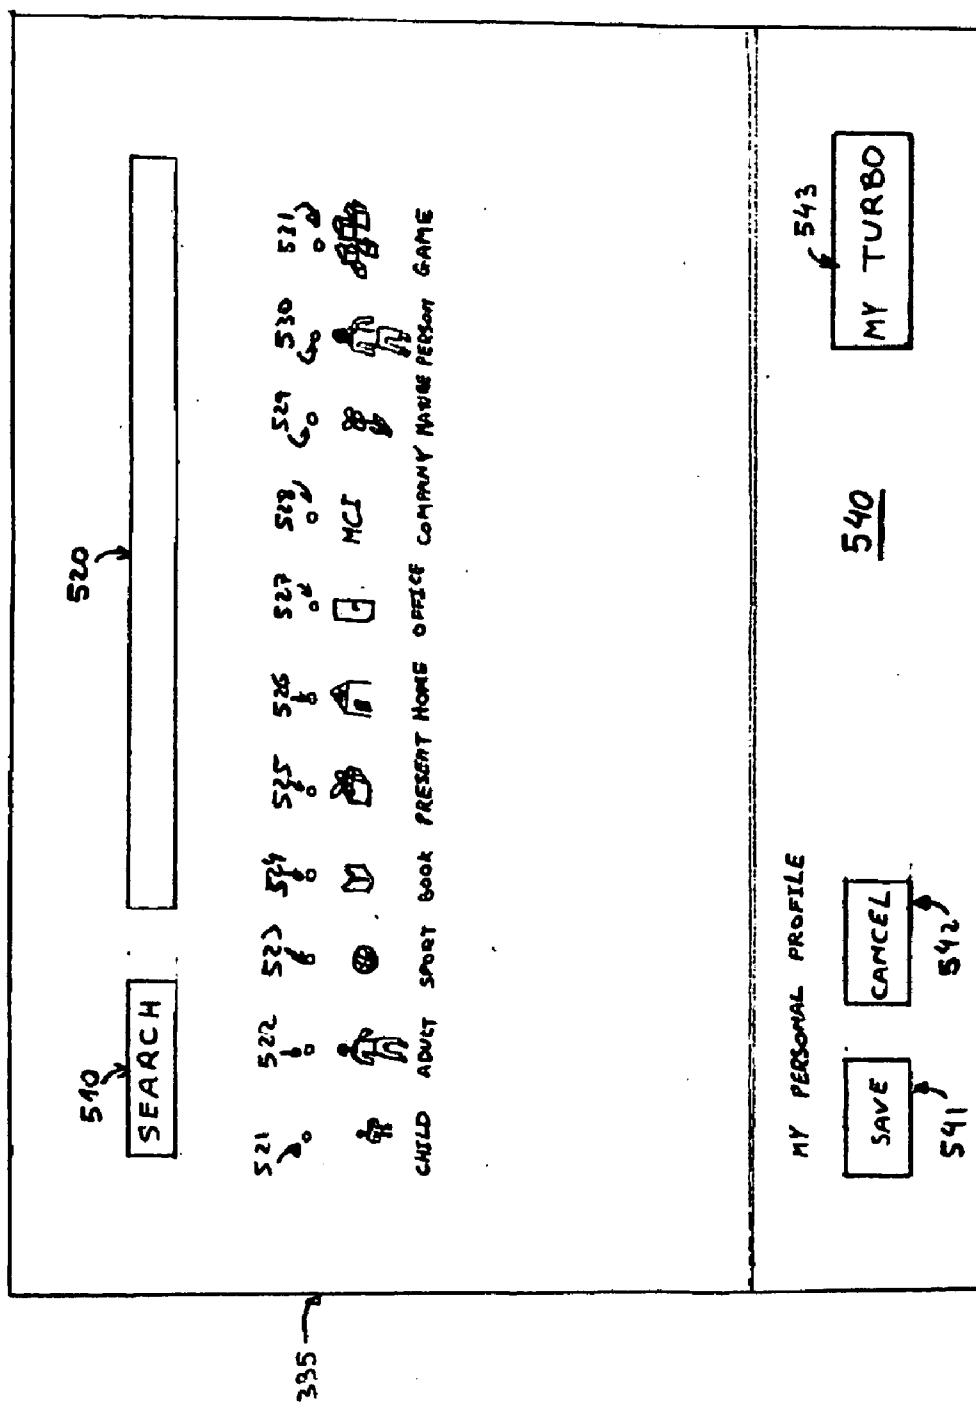 510 520
SEARCH
335
521 522 523 524 525 526 527 528 529 530 531
MCI
CHILD ADULT SPORT BOOK PRESENT HOME OFFICE COMPANY NATURE PERSON GAME
MY PERSONAL PROFILE 543
SAVE CANCEL 540 MY TURBO
541 542